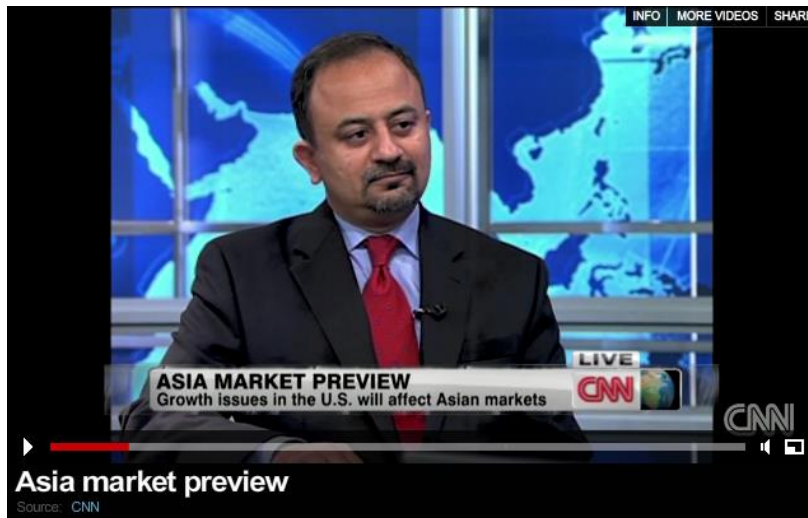 INFO MORE VIDEOS SHARE
LIVE
ASIA MARKET PREVIEW
Growth issues in the U.S. will affect Asian markets
CNN
CNN
Asia market preview
Source: CNN